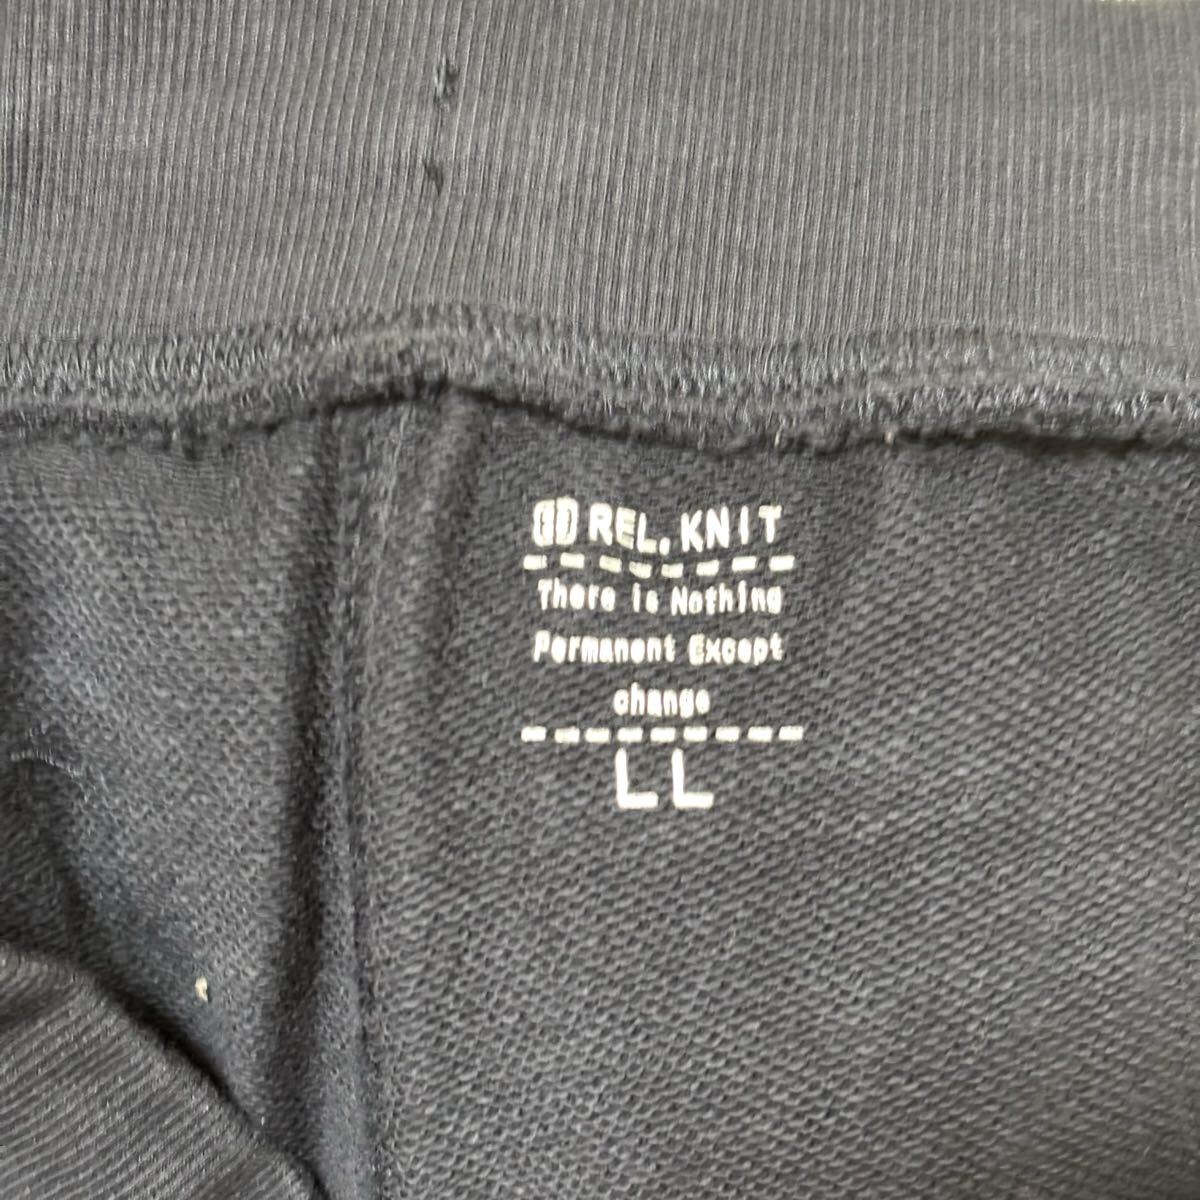 REL. KNIT
There is Nothing
Permanent Except
change
LL